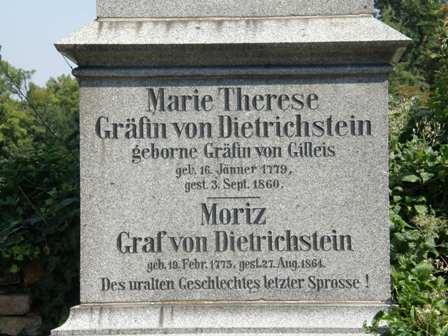 Marie Therese
Gräfin von Dietrichstein
geborne Gräfin von Gilleis
geb. 16. Jänner 1779,
gest. 3. Sept. 1860.
Moriz
Graf von Dietrichstein
geb. 19. Febr. 1775. gest. 27. Aug. 1864.
Des uralten Geschlechtes letzter Sprosse !